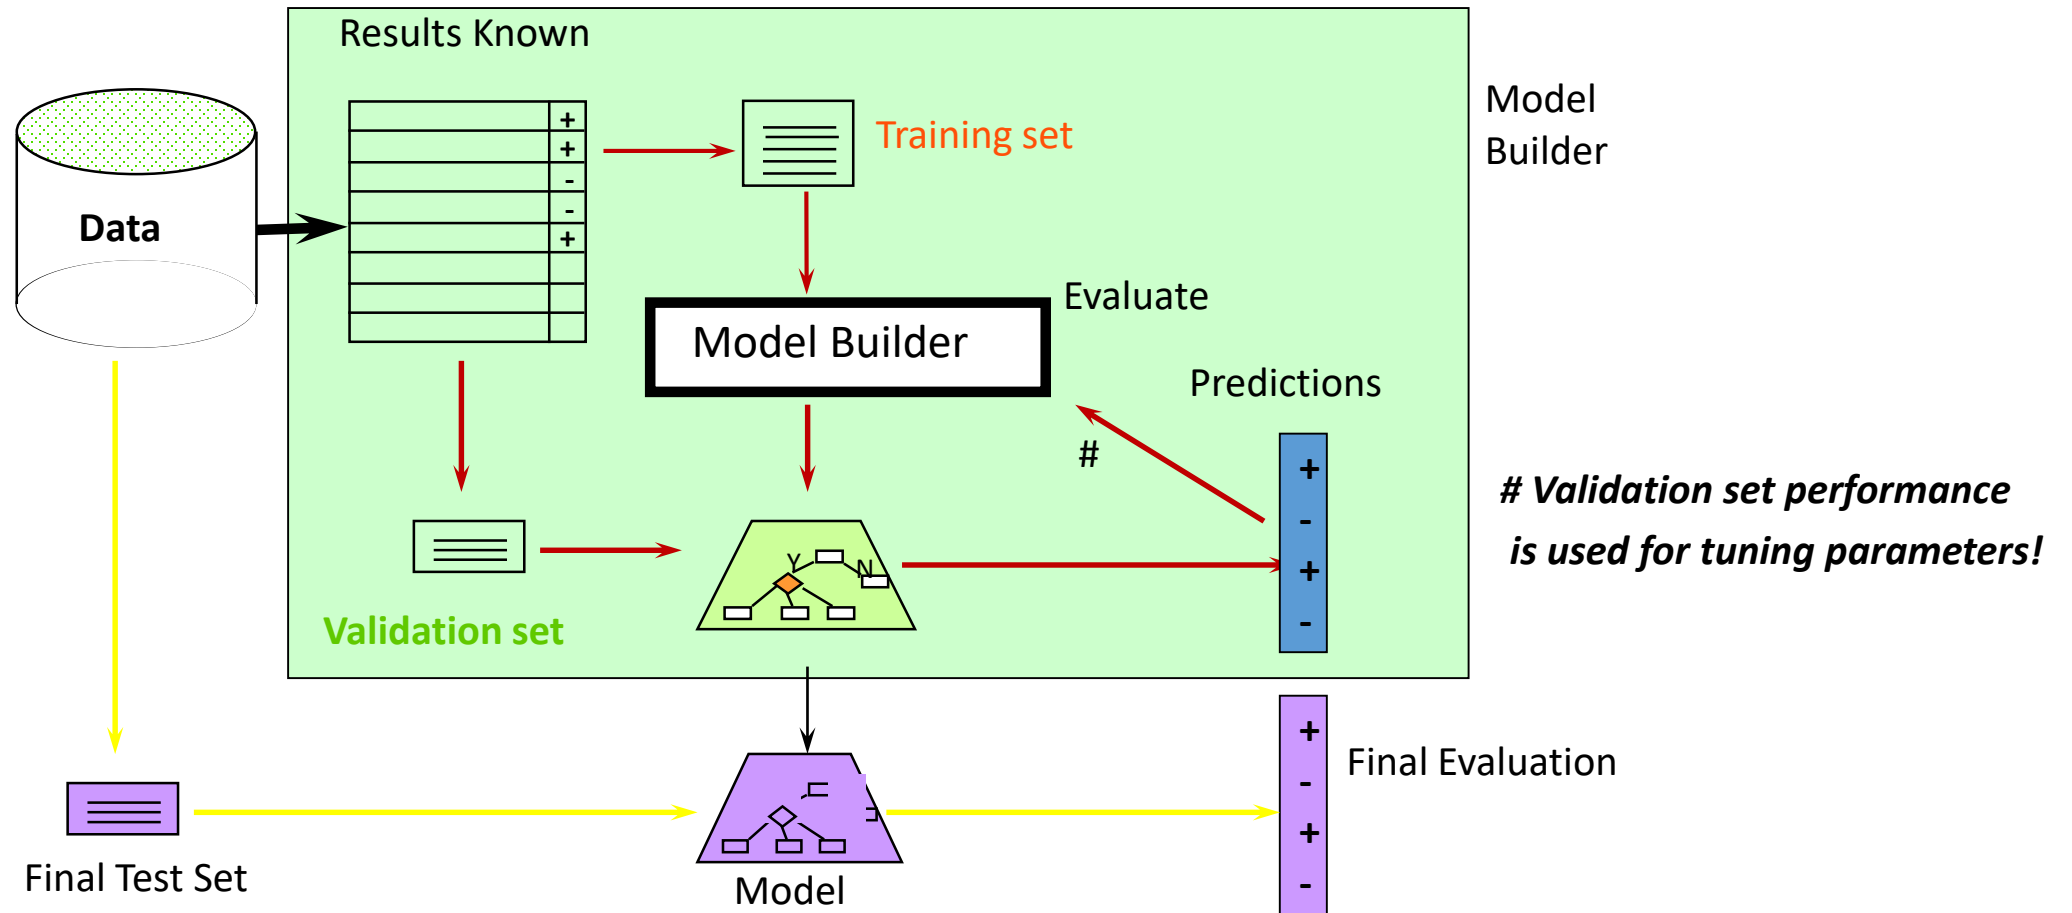 Results Known
Model
Builder
+
+
-
-
+
Training set
Data
Evaluate
Model Builder
Predictions
#
+
-
+
-
# Validation set performance
is used for tuning parameters!
Y
N
Validation set
+
-
+
-
Final Evaluation
Final Test Set
Model